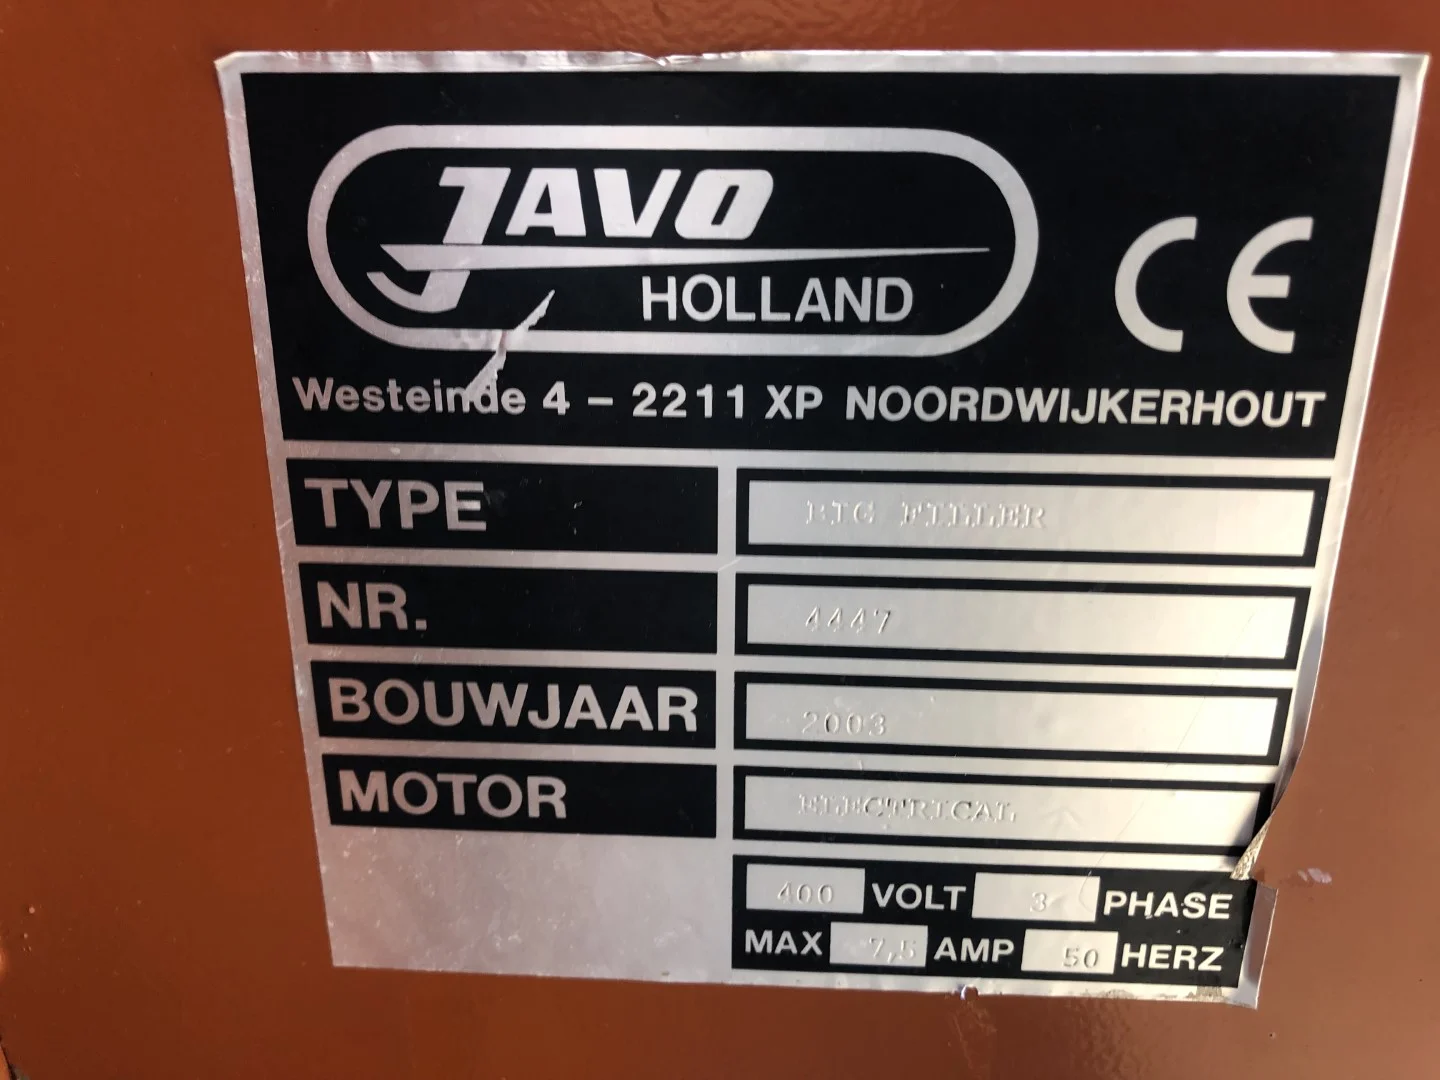 JAVO
HOLLAND
CE
Westeinde 4 – 2211 XP NOORDWIJKERHOUT
TYPE BIG FILLER
NR. 4447
BOUWJAAR 2003
MOTOR ELECTRICAL
400 VOLT 3 PHASE
MAX 7,5 AMP 50 HERZ